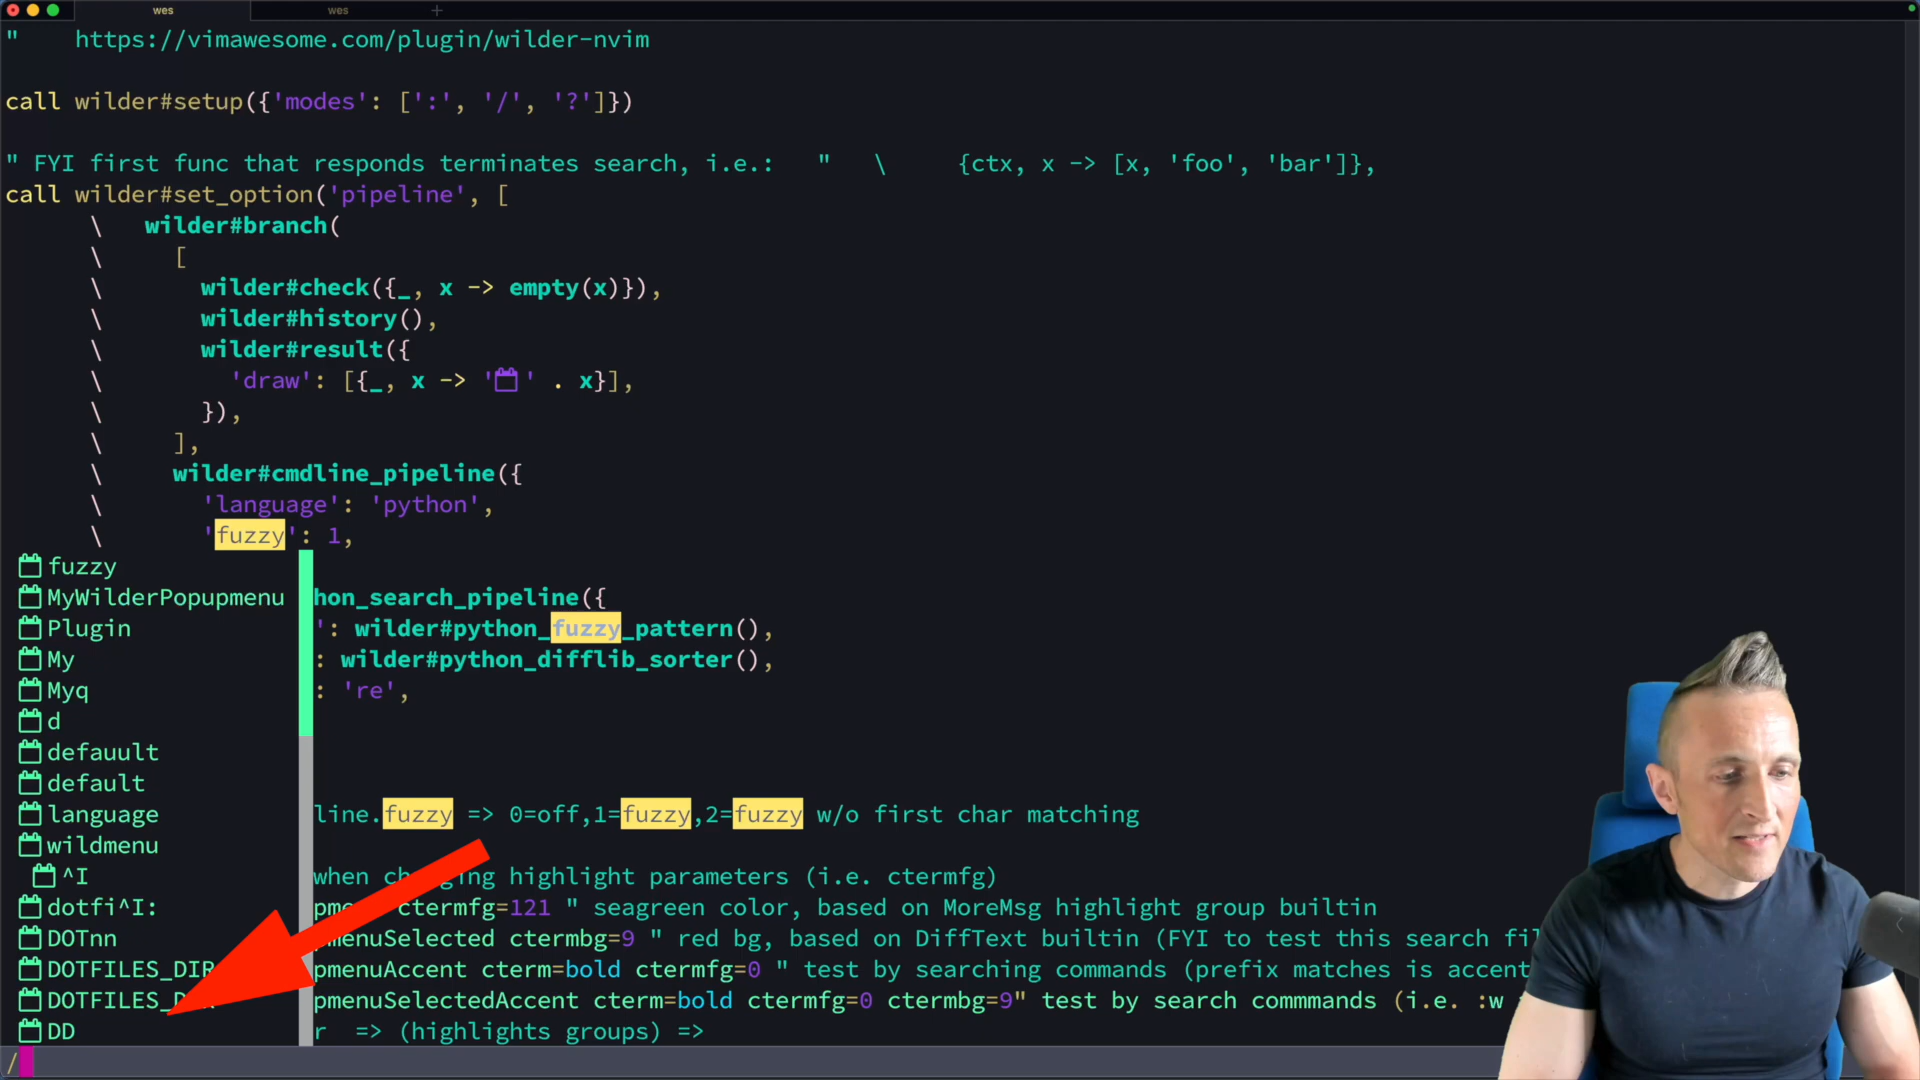 wes wes +
" https://vimawesome.com/plugin/wilder-nvim
call wilder#setup({'modes': [':', '/', '?']})
" FYI first func that responds terminates search, i.e.: " \ {ctx, x -> [x, 'foo', 'bar']},
call wilder#set_option('pipeline', [
\ wilder#branch(
\ [
\ wilder#check({_, x -> empty(x)}),
\ wilder#history(),
\ wilder#result({
\ 'draw': [{_, x -> ' ' . x}],
\ }),
\ ],
\ wilder#cmdline_pipeline({
\ 'language': 'python',
\ 'fuzzy': 1,
fuzzy
MyWilderPopupmenu hon_search_pipeline({
Plugin ': wilder#python_fuzzy_pattern(),
My : wilder#python_difflib_sorter(),
Myq : 're',
d
defauult
default
language line.fuzzy => 0=off,1=fuzzy,2=fuzzy w/o first char matching
wildmenu
^I when changing highlight parameters (i.e. ctermfg)
dotfi^I: pmenu ctermfg=121 " seagreen color, based on MoreMsg highlight group builtin
DOTnn pmenuSelected ctermbg=9 " red bg, based on DiffText builtin (FYI to test this search fil
DOTFILES_DIR pmenuAccent cterm=bold ctermfg=0 " test by searching commands (prefix matches is accent
DOTFILES_ pmenuSelectedAccent cterm=bold ctermfg=0 ctermbg=9" test by search commmands (i.e. :w
DD r => (highlights groups) =>
/